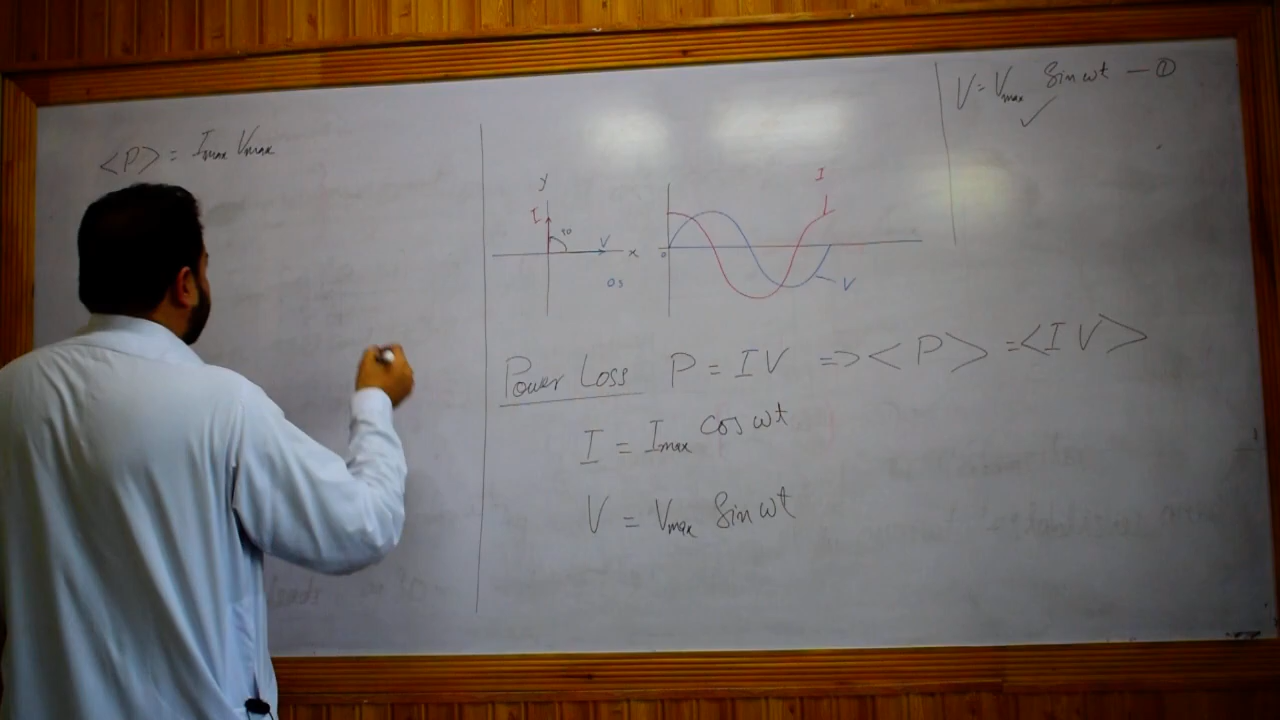 <P> = Imax Vmax
V = Vmax Sin ωt — ①
y
I
90
V
x
0
I
V
Power Loss P = IV => <P> = <IV>
I = Imax cos ωt
V = Vmax Sin ωt